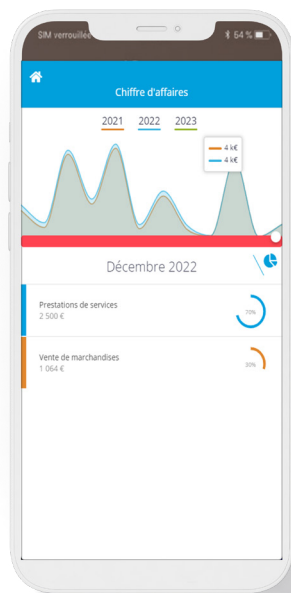 SIM verrouillée
64 %
Chiffre d'affaires
2021 2022 2023
4 k€
4 k€
Décembre 2022
Prestations de services
2 500 €
70%
Vente de marchandises
1 064 €
30%